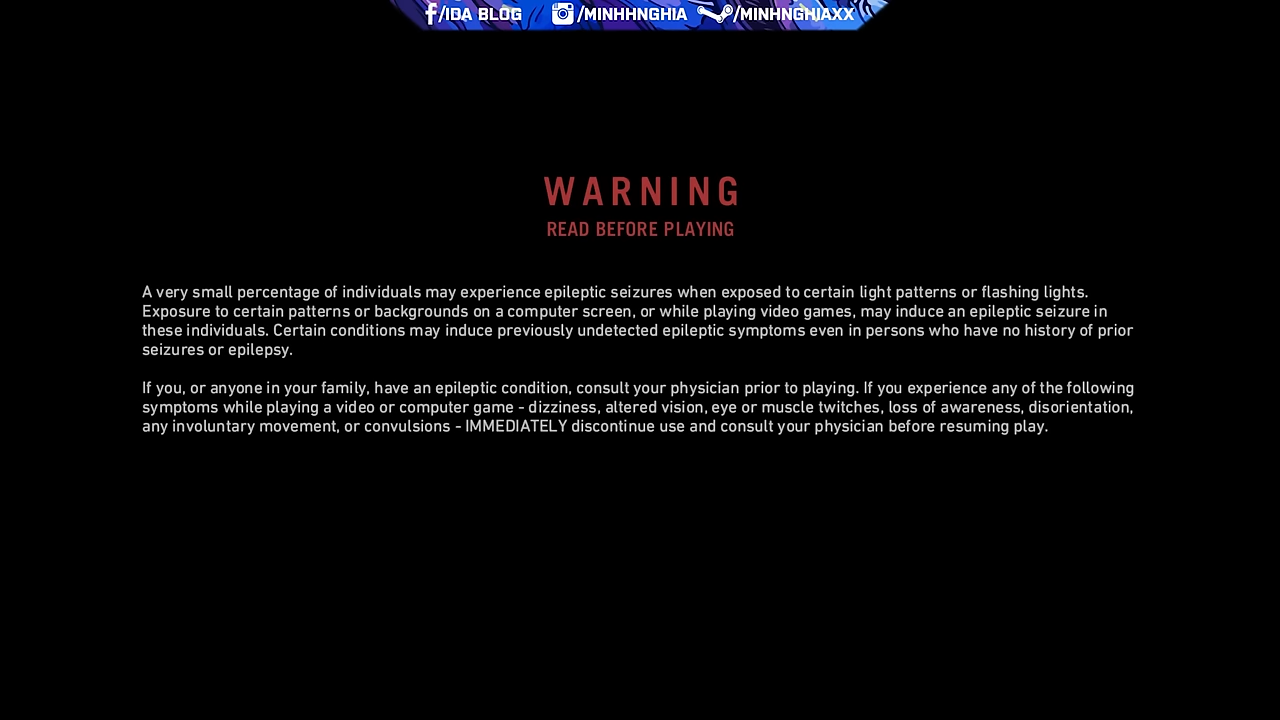 /IDA BLOG /MINHHNGHIA /MINHNGHIAXX
WARNING
READ BEFORE PLAYING
A very small percentage of individuals may experience epileptic seizures when exposed to certain light patterns or flashing lights.
Exposure to certain patterns or backgrounds on a computer screen, or while playing video games, may induce an epileptic seizure in
these individuals. Certain conditions may induce previously undetected epileptic symptoms even in persons who have no history of prior
seizures or epilepsy.
If you, or anyone in your family, have an epileptic condition, consult your physician prior to playing. If you experience any of the following
symptoms while playing a video or computer game - dizziness, altered vision, eye or muscle twitches, loss of awareness, disorientation,
any involuntary movement, or convulsions - IMMEDIATELY discontinue use and consult your physician before resuming play.